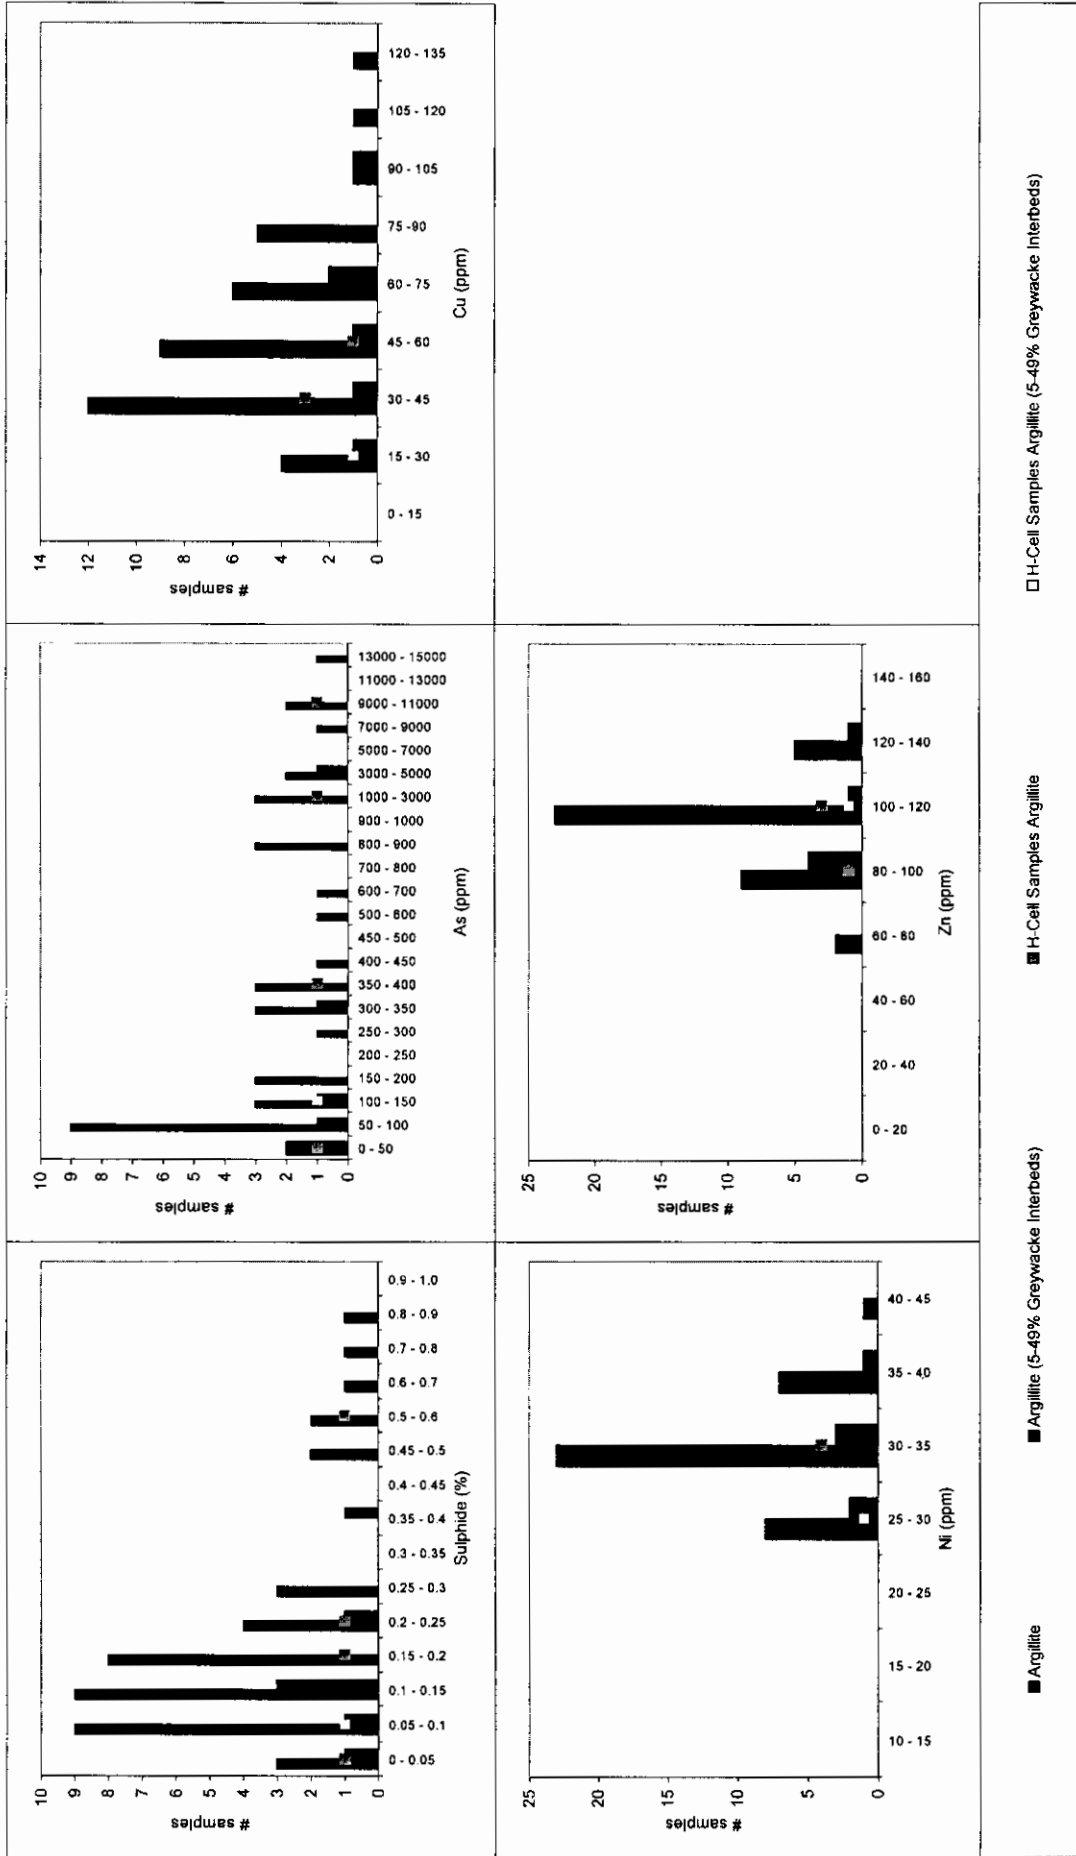 10
9
8
7
6
5
4
3
2
1
0
# samples
0 - 0.05
0.05 - 0.1
0.1 - 0.15
0.15 - 0.2
0.2 - 0.25
0.25 - 0.3
0.3 - 0.35
0.35 - 0.4
0.4 - 0.45
0.45 - 0.5
0.5 - 0.6
0.6 - 0.7
0.7 - 0.8
0.8 - 0.9
0.9 - 1.0
Sulphide (%)
10
9
8
7
6
5
4
3
2
1
0
# samples
0 - 50
50 - 100
100 - 150
150 - 200
200 - 250
250 - 300
300 - 350
350 - 400
400 - 450
450 - 500
500 - 600
600 - 700
700 - 800
800 - 900
900 - 1000
1000 - 3000
3000 - 5000
5000 - 7000
7000 - 9000
9000 - 11000
11000 - 13000
13000 - 15000
As (ppm)
14
12
10
8
6
4
2
0
# samples
0 - 15
15 - 30
30 - 45
45 - 60
60 - 75
75 -90
90 - 105
105 - 120
120 - 135
Cu (ppm)
25
20
15
10
5
0
# samples
10 - 15
15 - 20
20 - 25
25 - 30
30 - 35
35 - 40
40 - 45
Ni (ppm)
25
20
15
10
5
0
# samples
0 - 20
20 - 40
40 - 60
60 - 80
80 - 100
100 - 120
120 - 140
140 - 160
Zn (ppm)
Argillite
Argillite (5-49% Greywacke Interbeds)
H-Cell Samples Argillite
H-Cell Samples Argillite (5-49% Greywacke Interbeds)